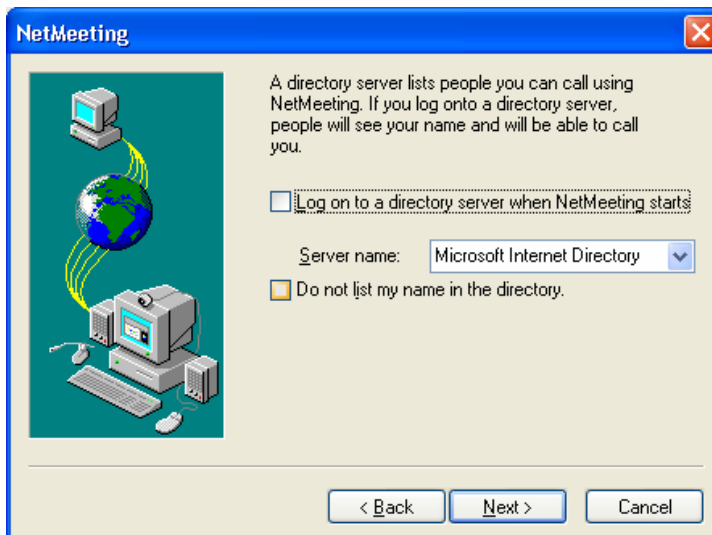 NetMeeting
A directory server lists people you can call using
NetMeeting. If you log onto a directory server,
people will see your name and will be able to call
you.
Log on to a directory server when NetMeeting starts
Server name: Microsoft Internet Directory
Do not list my name in the directory.
< Back Next > Cancel